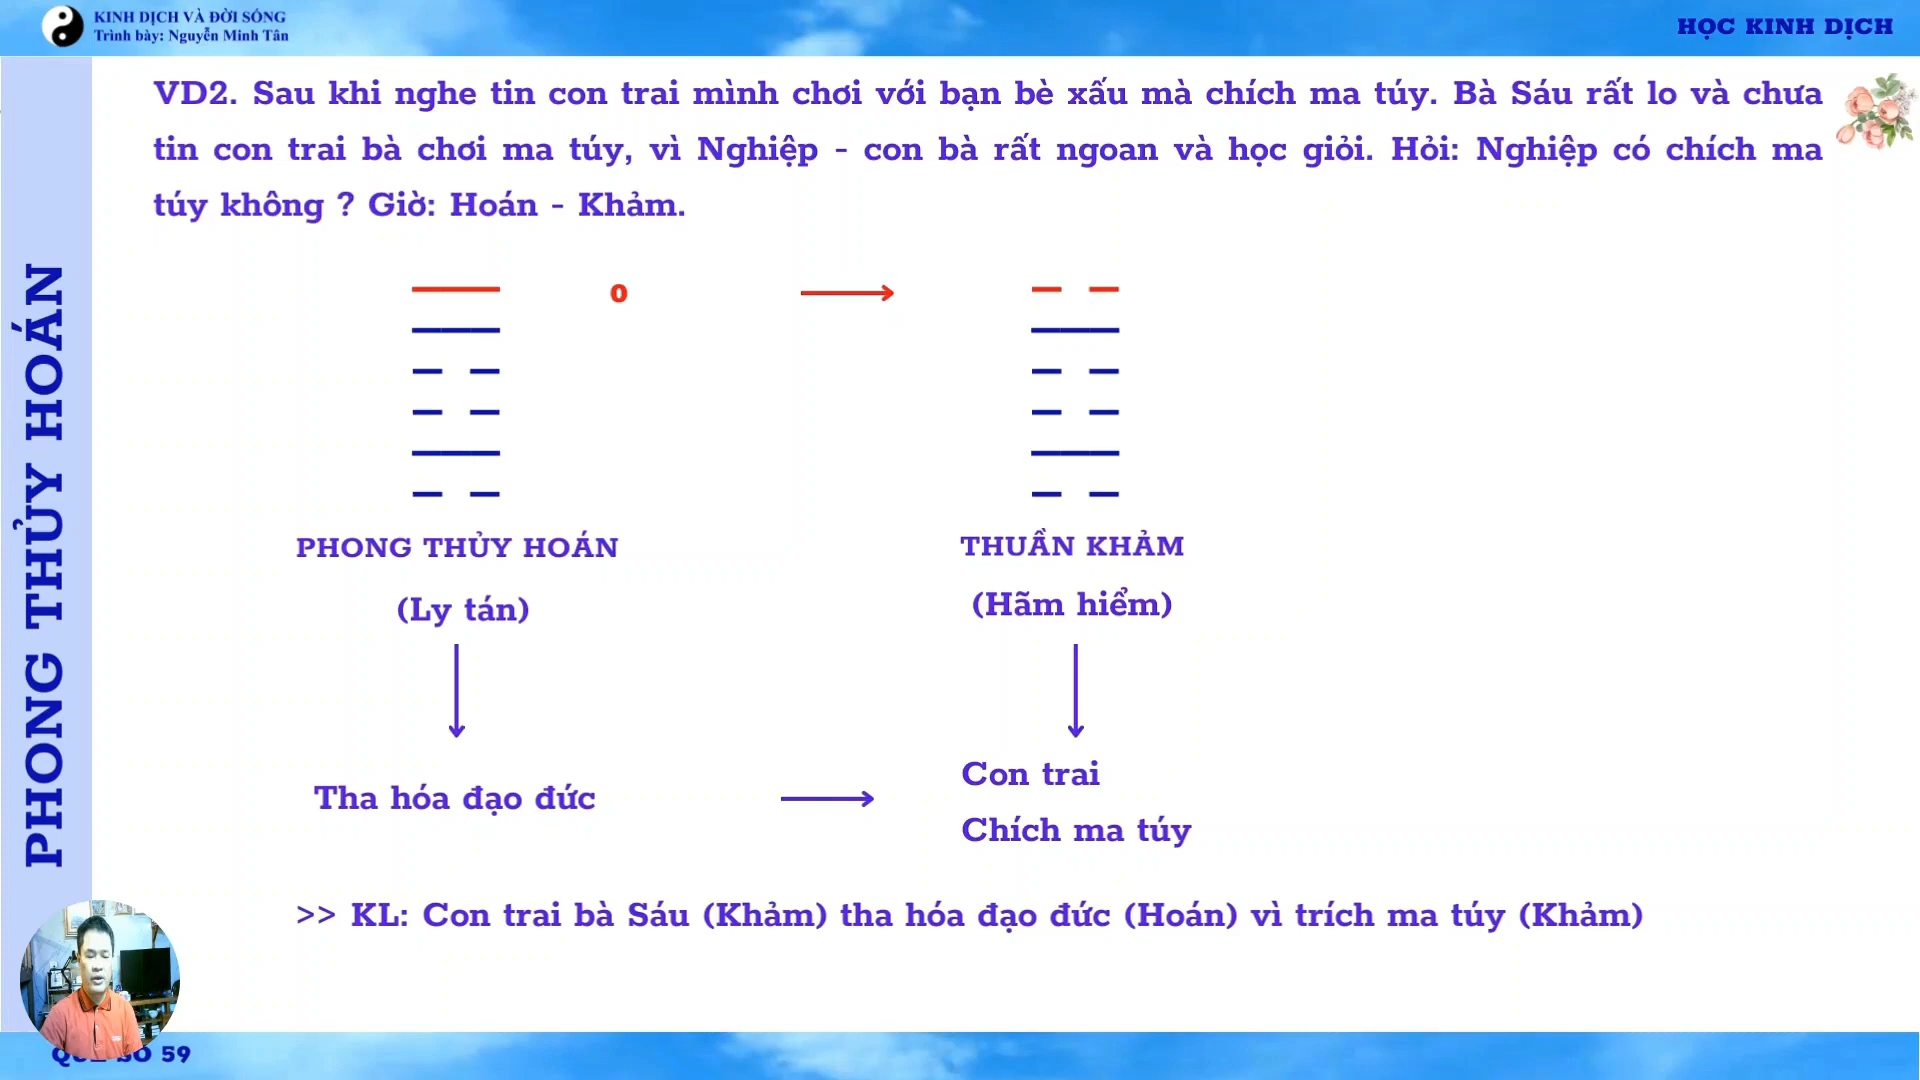 KINH DỊCH VÀ ĐỜI SỐNG
Trình bày: Nguyễn Minh Tân
HỌC KINH DỊCH
VD2. Sau khi nghe tin con trai mình chơi với bạn bè xấu mà chích ma túy. Bà Sáu rất lo và chưa
tin con trai bà chơi ma túy, vì Nghiệp - con bà rất ngoan và học giỏi. Hỏi: Nghiệp có chích ma
túy không ? Giờ: Hoán - Khảm.
PHONG THỦY HOÁN
o
PHONG THỦY HOÁN
THUẦN KHẢM
(Ly tán)
(Hãm hiểm)
Tha hóa đạo đức
Con trai
Chích ma túy
>> KL: Con trai bà Sáu (Khảm) tha hóa đạo đức (Hoán) vì trích ma túy (Khảm)
59